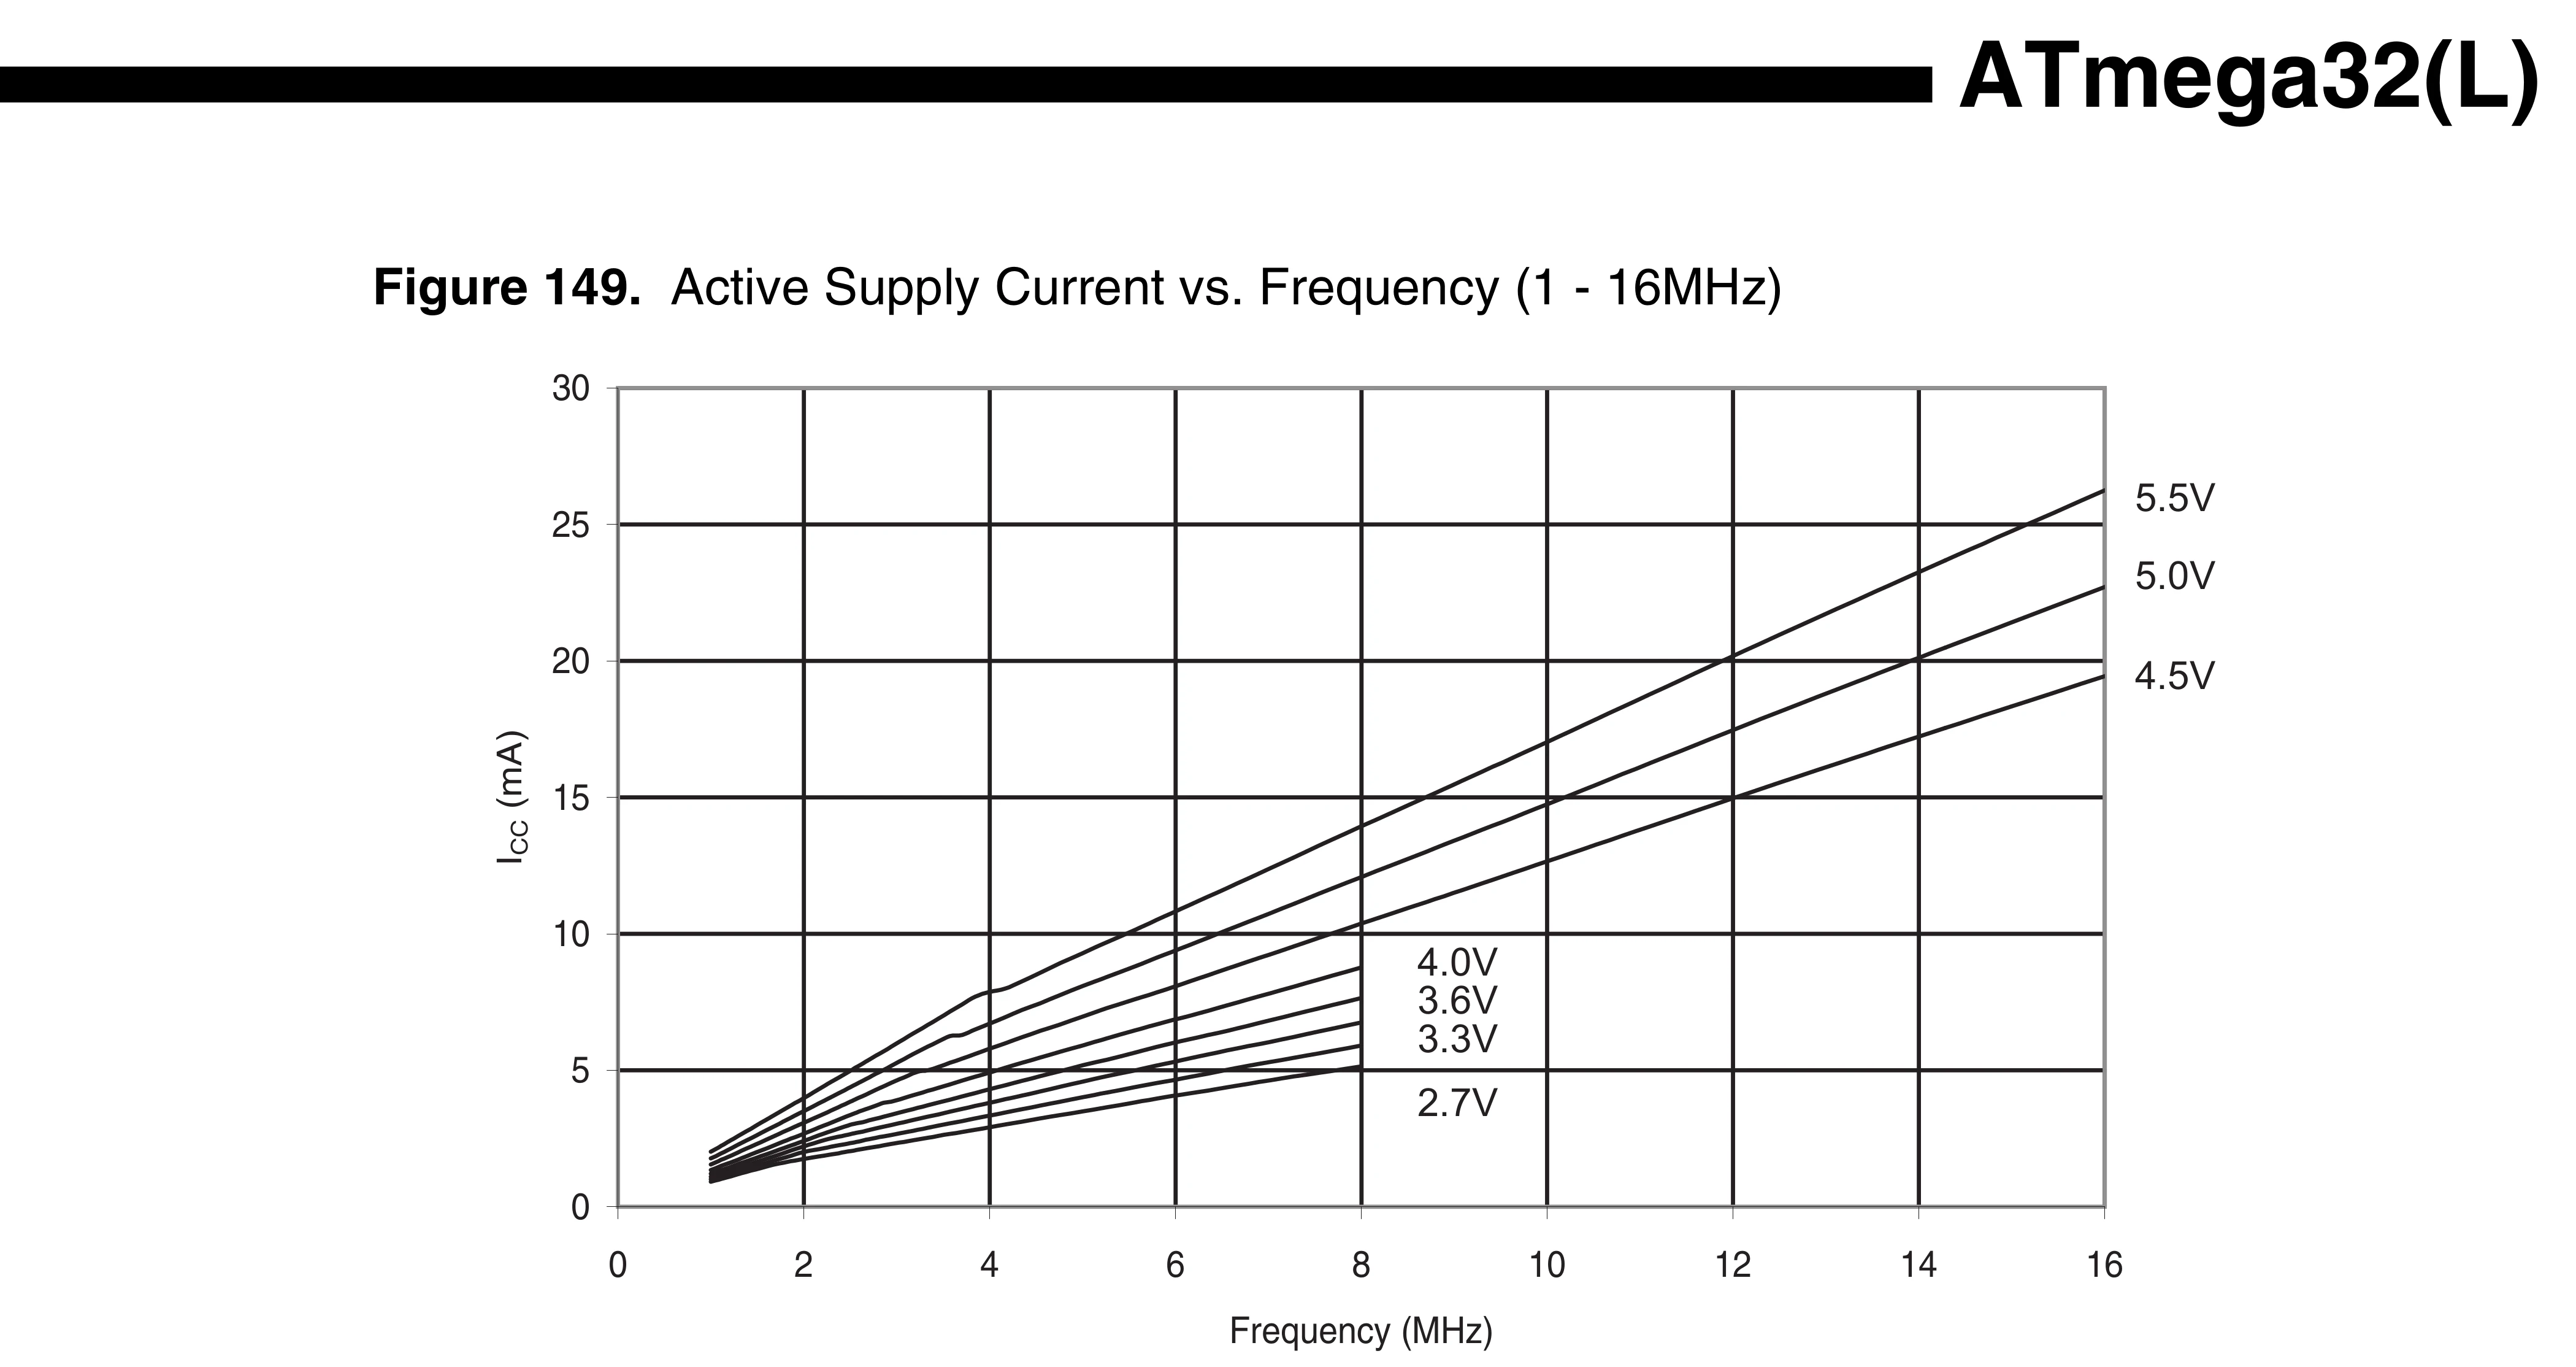 ATmega32(L)
Figure 149. Active Supply Current vs. Frequency (1 - 16MHz)
30
25
20
15
10
5
0
ICC (mA)
5.5V
5.0V
4.5V
4.0V
3.6V
3.3V
2.7V
0 2 4 6 8 10 12 14 16
Frequency (MHz)